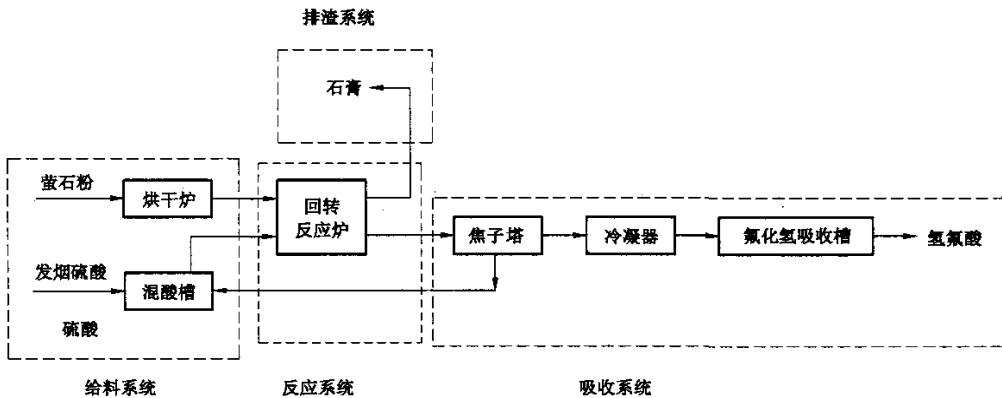 排渣系统
石膏
萤石粉
烘干炉
回转
反应炉
焦子塔
冷凝器
氟化氢吸收槽
氢氟酸
发烟硫酸
混酸槽
硫酸
给料系统
反应系统
吸收系统